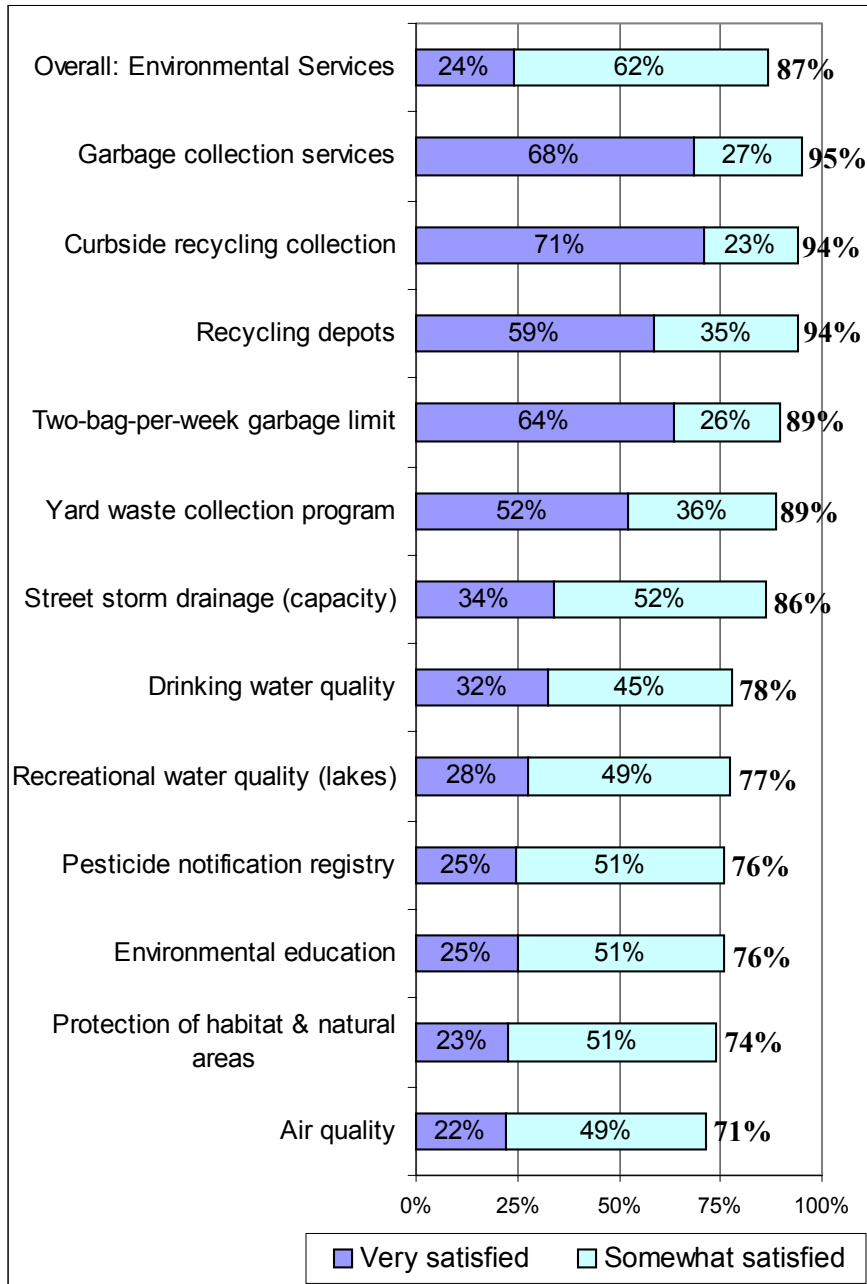 Overall: Environmental Services 24% 62% 87%
Garbage collection services 68% 27% 95%
Curbside recycling collection 71% 23% 94%
Recycling depots 59% 35% 94%
Two-bag-per-week garbage limit 64% 26% 89%
Yard waste collection program 52% 36% 89%
Street storm drainage (capacity) 34% 52% 86%
Drinking water quality 32% 45% 78%
Recreational water quality (lakes) 28% 49% 77%
Pesticide notification registry 25% 51% 76%
Environmental education 25% 51% 76%
Protection of habitat & natural
areas 23% 51% 74%
Air quality 22% 49% 71%
0% 25% 50% 75% 100%
Very satisfied Somewhat satisfied